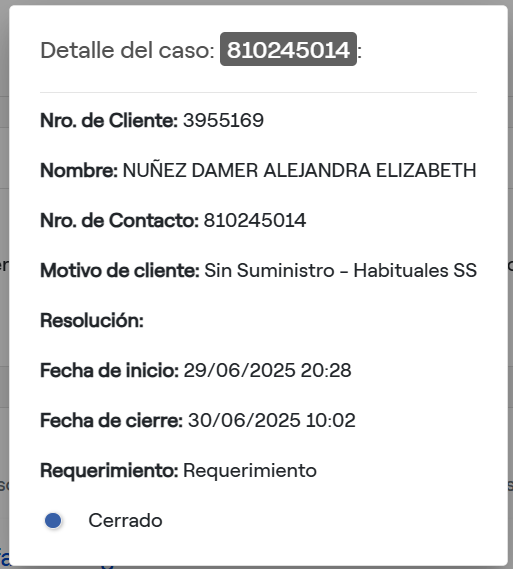 Detalle del caso: 810245014:
Nro. de Cliente: 3955169
Nombre: NUÑEZ DAMER ALEJANDRA ELIZABETH
Nro. de Contacto: 810245014
Motivo de cliente: Sin Suministro - Habituales SS
Resolución:
Fecha de inicio: 29/06/2025 20:28
Fecha de cierre: 30/06/2025 10:02
Requerimiento: Requerimiento
Cerrado